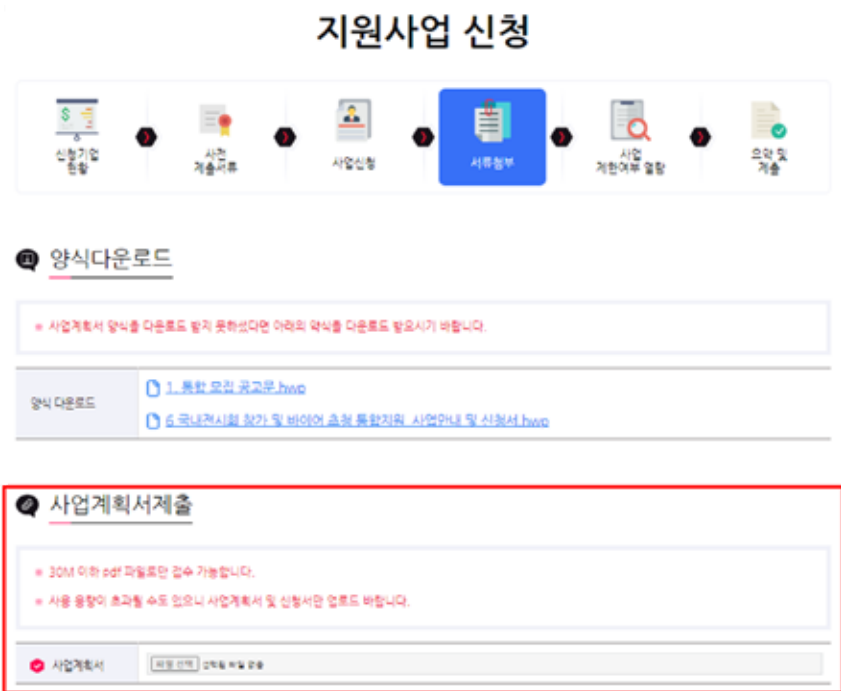 지원사업 신청
신청기업
현황
사전
제출서류
사업신청
서류첨부
사업
제한여부 열람
요약 및
제출
양식다운로드
사업계획서 양식을 다운로드 받지 못하셨다면 아래의 양식을 다운로드 받으시기 바랍니다.
양식 다운로드
1. 통합 모집 공고문.hwp
6.국내전시회 참가 및 바이어 초청 통합지원_사업안내 및 신청서.hwp
사업계획서제출
30M 이하 pdf 파일로만 접수 가능합니다.
사용 용량이 초과될 수도 있으니 사업계획서 및 신청서만 업로드 바랍니다.
사업계획서
파일 선택 선택된 파일 없음